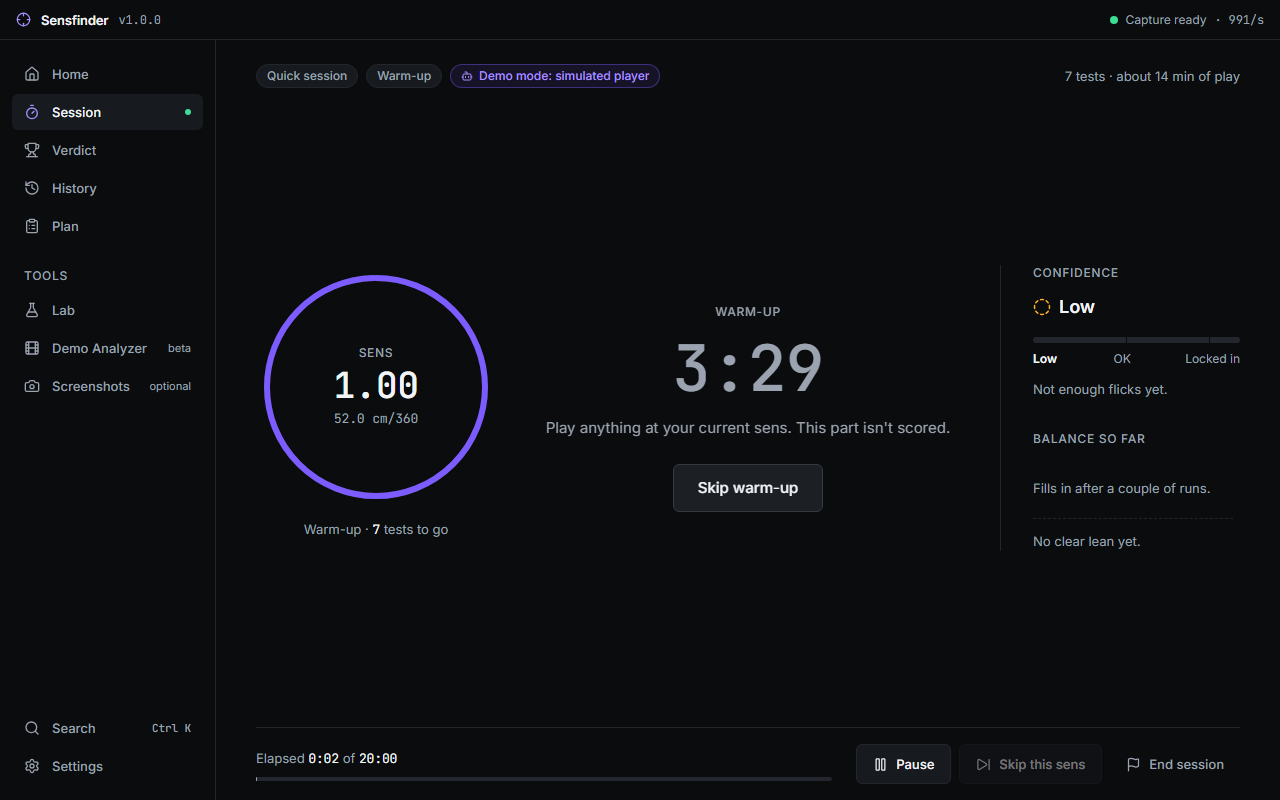 Sensfinder v1.0.0
Capture ready · 991/s
Home
Session
Verdict
History
Plan
TOOLS
Lab
Demo Analyzer beta
Screenshots optional
Search Ctrl K
Settings
Quick session
Warm-up
Demo mode: simulated player
7 tests · about 14 min of play
SENS
1.00
52.0 cm/360
Warm-up · 7 tests to go
WARM-UP
3:29
Play anything at your current sens. This part isn't scored.
Skip warm-up
CONFIDENCE
Low
Low OK Locked in
Not enough flicks yet.
BALANCE SO FAR
Fills in after a couple of runs.
No clear lean yet.
Elapsed 0:02 of 20:00
Pause
Skip this sens
End session